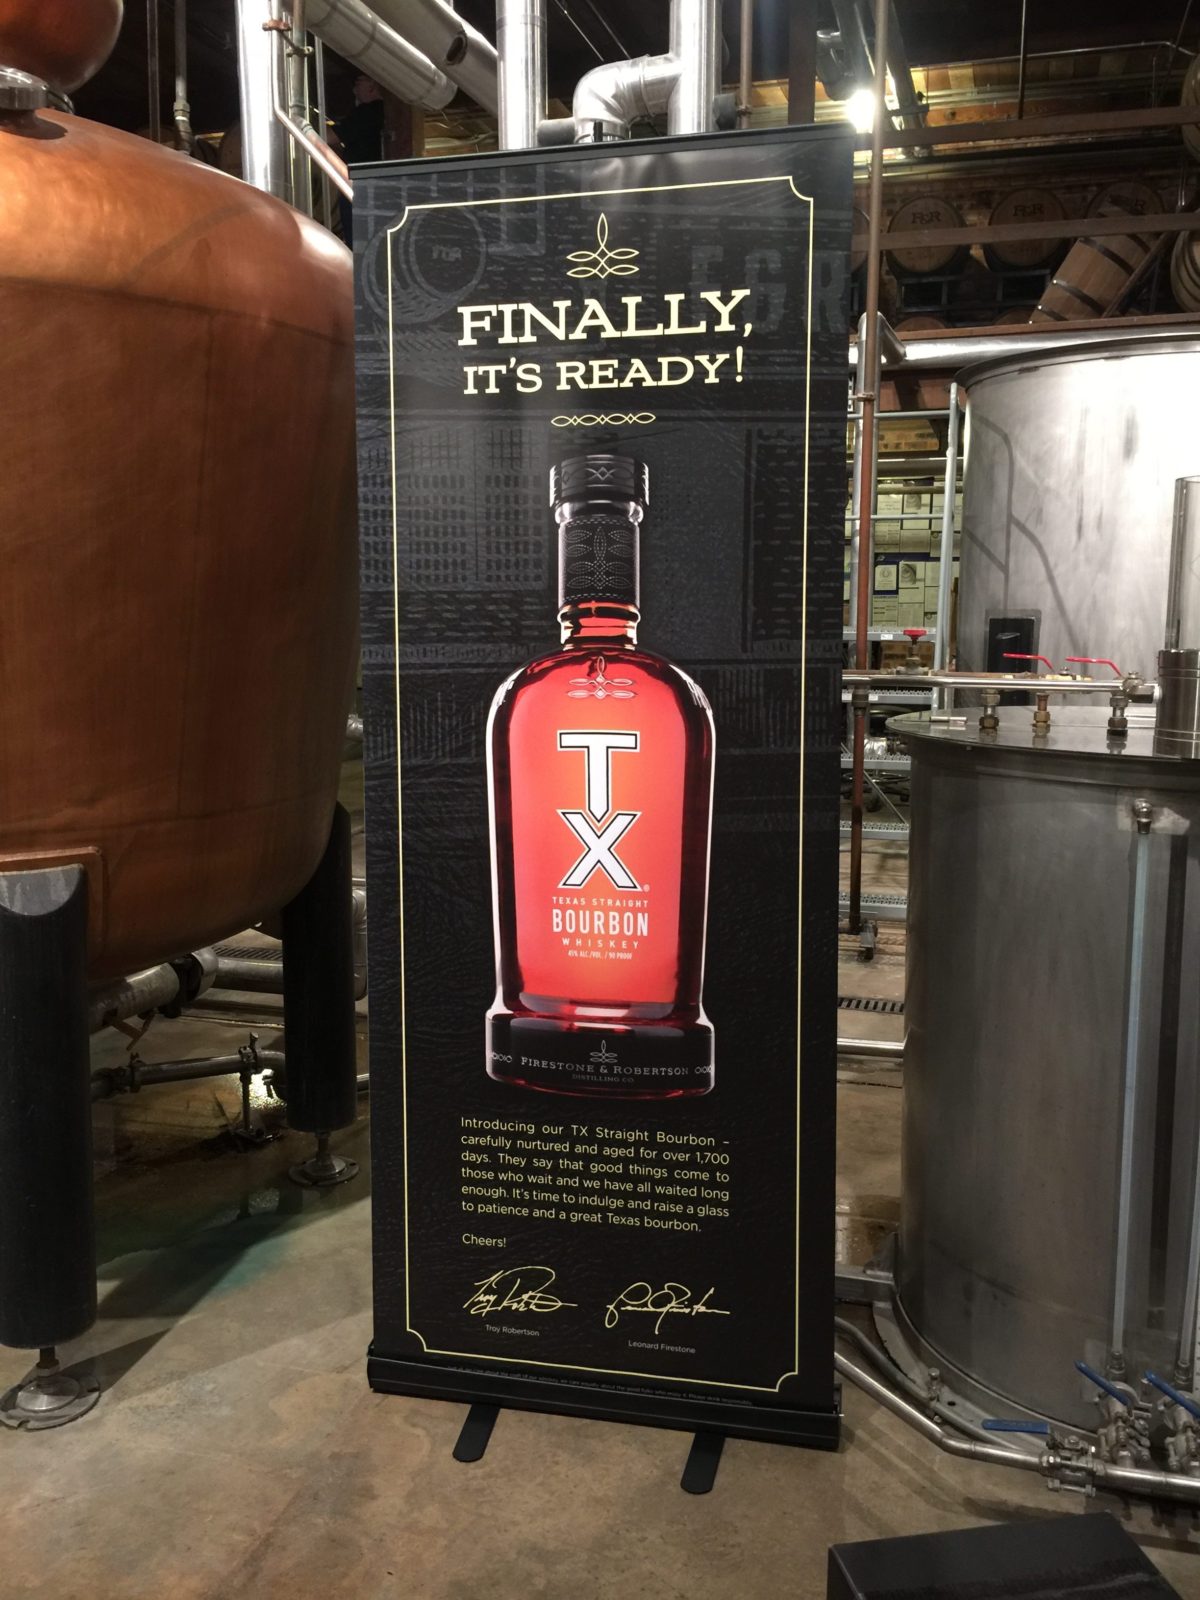 FINALLY,
IT'S READY!
TX®
TEXAS STRAIGHT
BOURBON
WHISKEY
45% ALC./VOL. / 90 PROOF
FIRESTONE & ROBERTSON
DISTILLING CO
Introducing our TX Straight Bourbon –
carefully nurtured and aged for over 1,700
days. They say that good things come to
those who wait and we have all waited long
enough. It's time to indulge and raise a glass
to patience and a great Texas bourbon.
Cheers!
Troy Robertson
Leonard Firestone
F&R
F&R